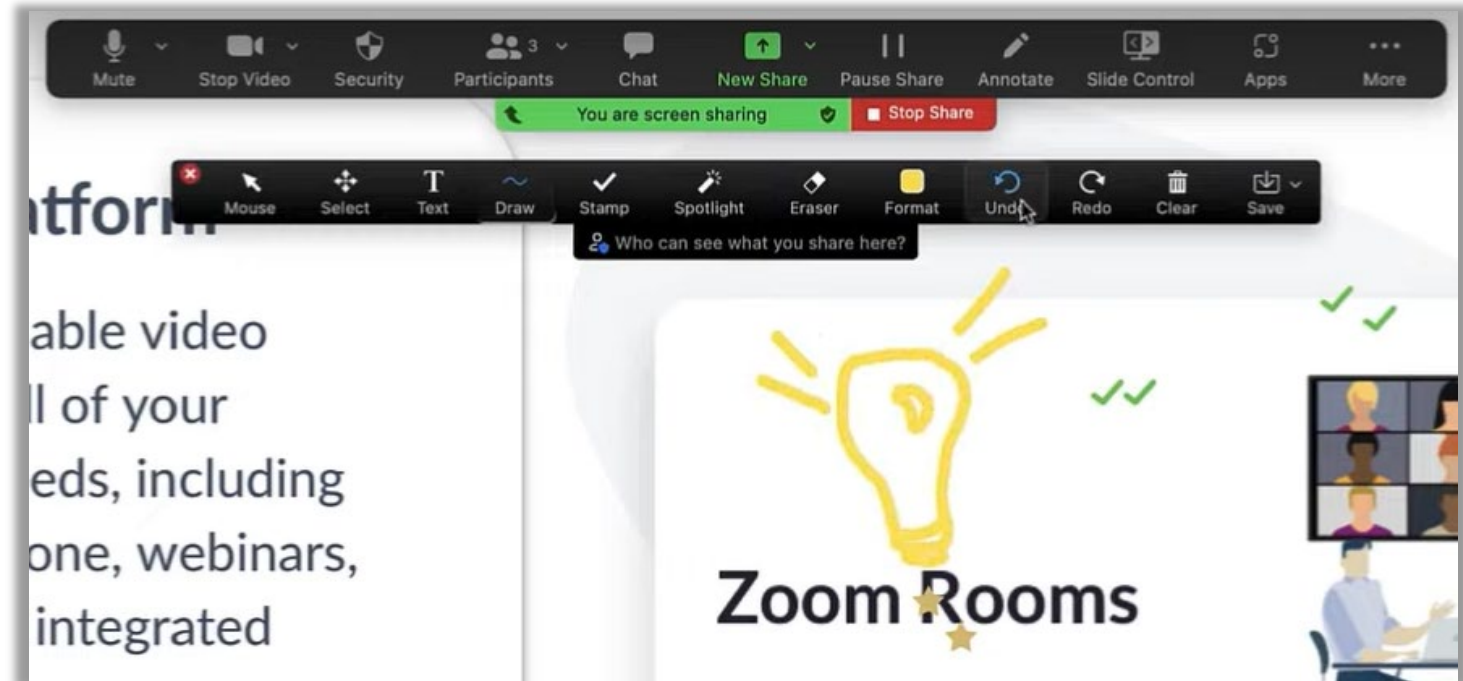 Mute
Stop Video
Security
3
Participants
Chat
New Share
Pause Share
Annotate
Slide Control
Apps
More
You are screen sharing
Stop Share
Mouse
Select
T
Text
Draw
Stamp
Spotlight
Eraser
Format
Undo
Redo
Clear
Save
Who can see what you share here?
atform
able video
ll of your
eds, including
one, webinars,
integrated
Zoom Rooms